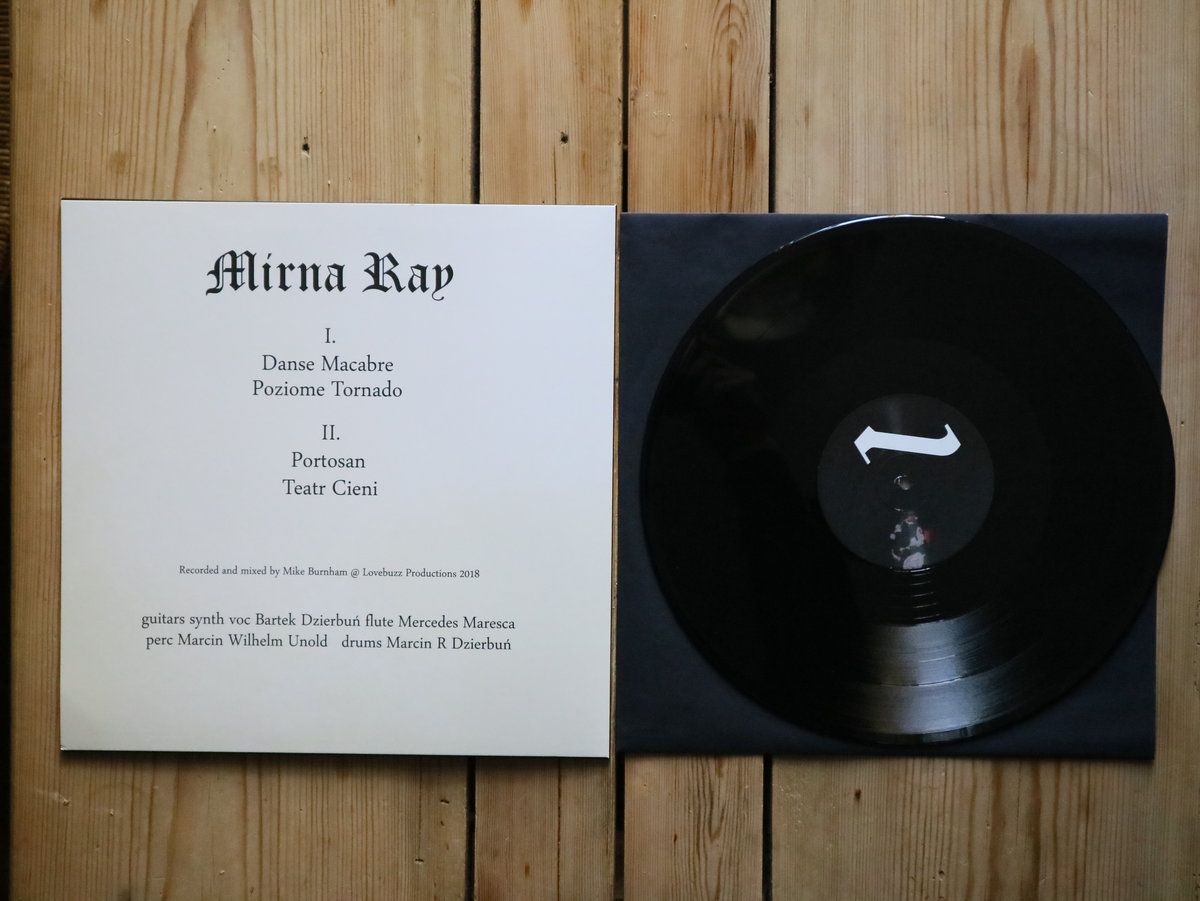 Mirna Ray
I.
Danse Macabre
Poziome Tornado
II.
Portosan
Teatr Cieni
Recorded and mixed by Mike Burnham @ Lovebuzz Productions 2018
guitars synth voc Bartek Dzierbuń flute Mercedes Maresca
perc Marcin Wilhelm Unold drums Marcin R Dzierbuń
1